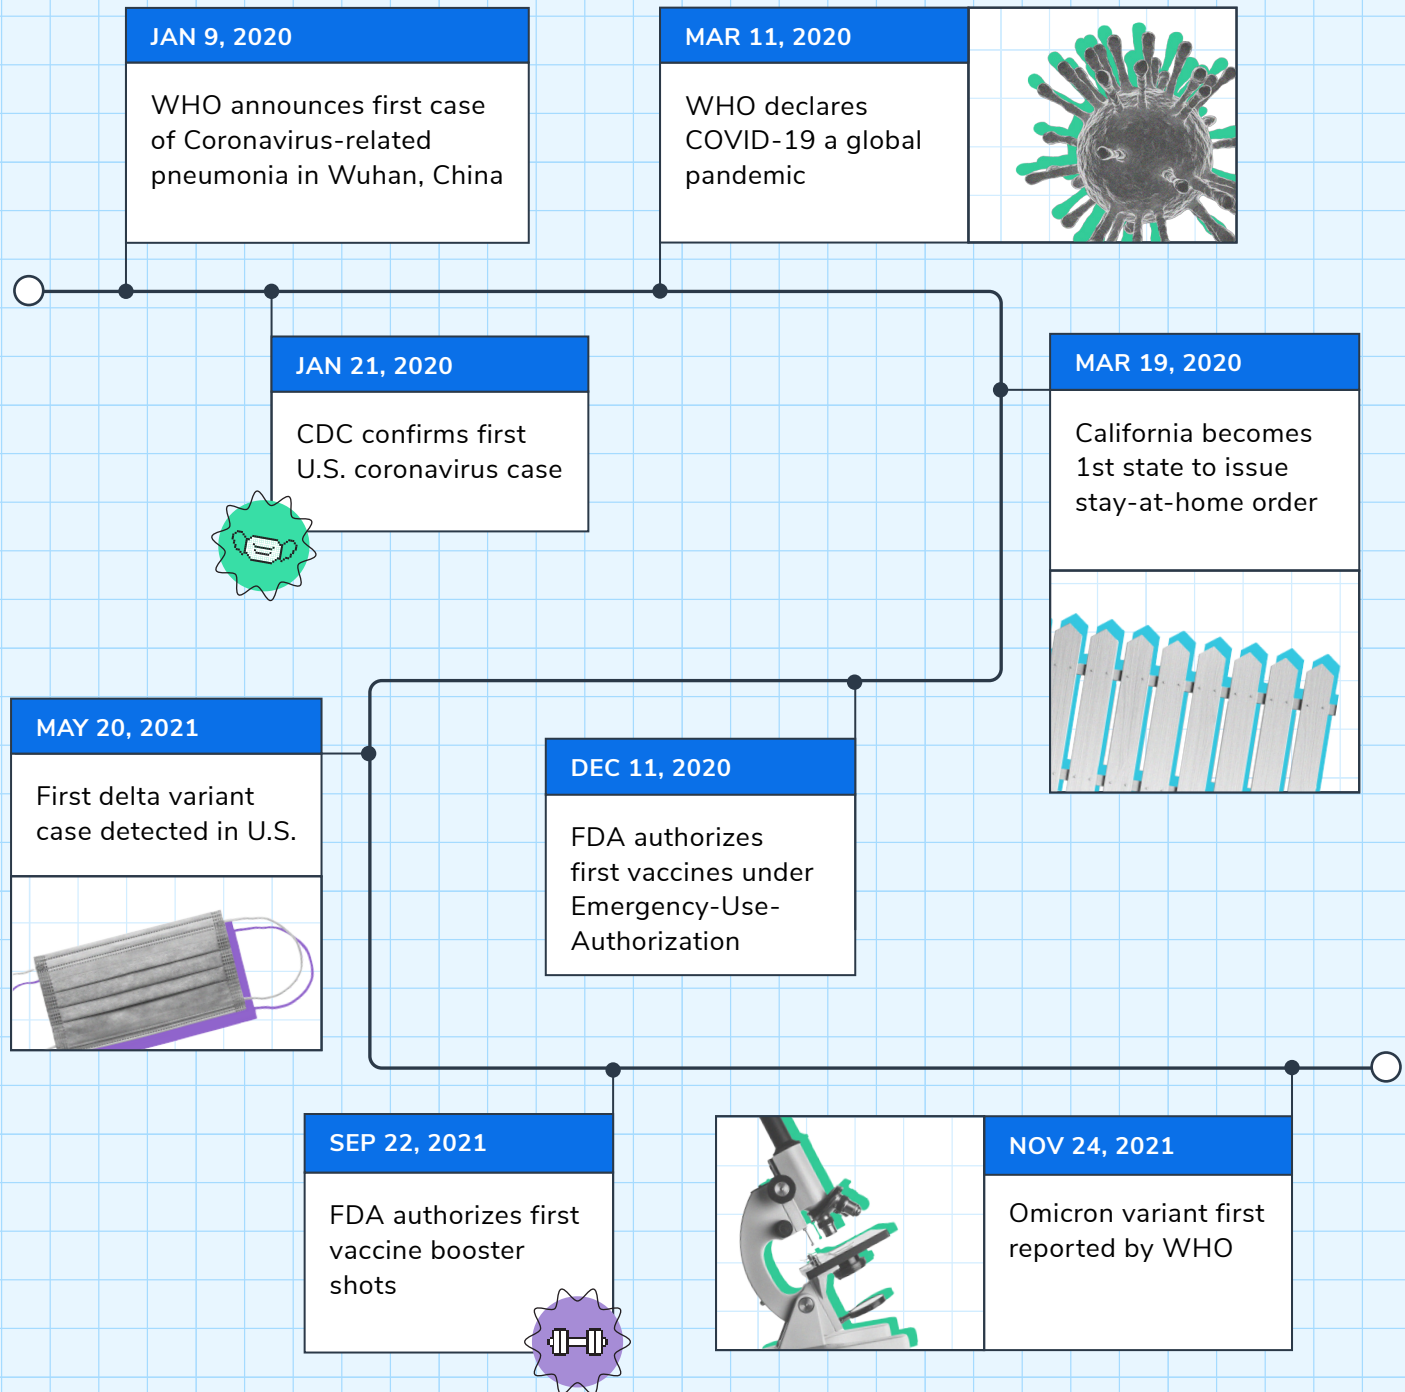 JAN 9, 2020
WHO announces first case
of Coronavirus-related
pneumonia in Wuhan, China
MAR 11, 2020
WHO declares
COVID-19 a global
pandemic
JAN 21, 2020
CDC confirms first
U.S. coronavirus case
MAR 19, 2020
California becomes
1st state to issue
stay-at-home order
DEC 11, 2020
FDA authorizes
first vaccines under
Emergency-Use-
Authorization
MAY 20, 2021
First delta variant
case detected in U.S.
SEP 22, 2021
FDA authorizes first
vaccine booster
shots
NOV 24, 2021
Omicron variant first
reported by WHO